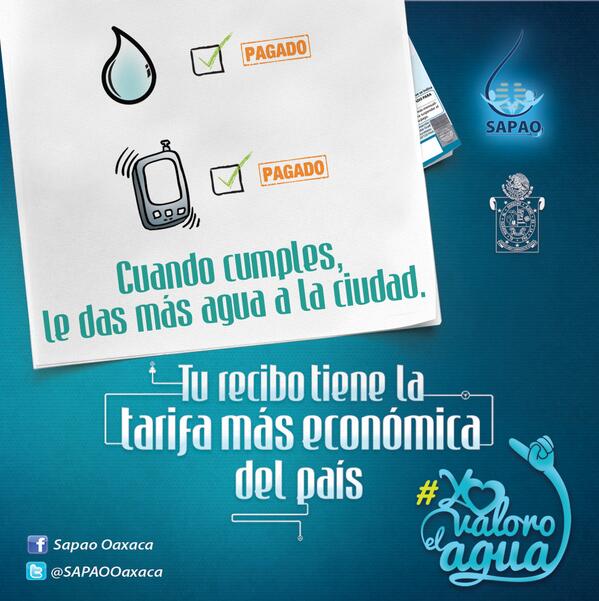 PAGADO
PAGADO
SAPAO
Cuando cumples,
le das más agua a la ciudad.
Tu recibo tiene la
tarifa más económica
del país
#Yo
valoro
el agua
Sapao Oaxaca
@SAPAOOaxaca